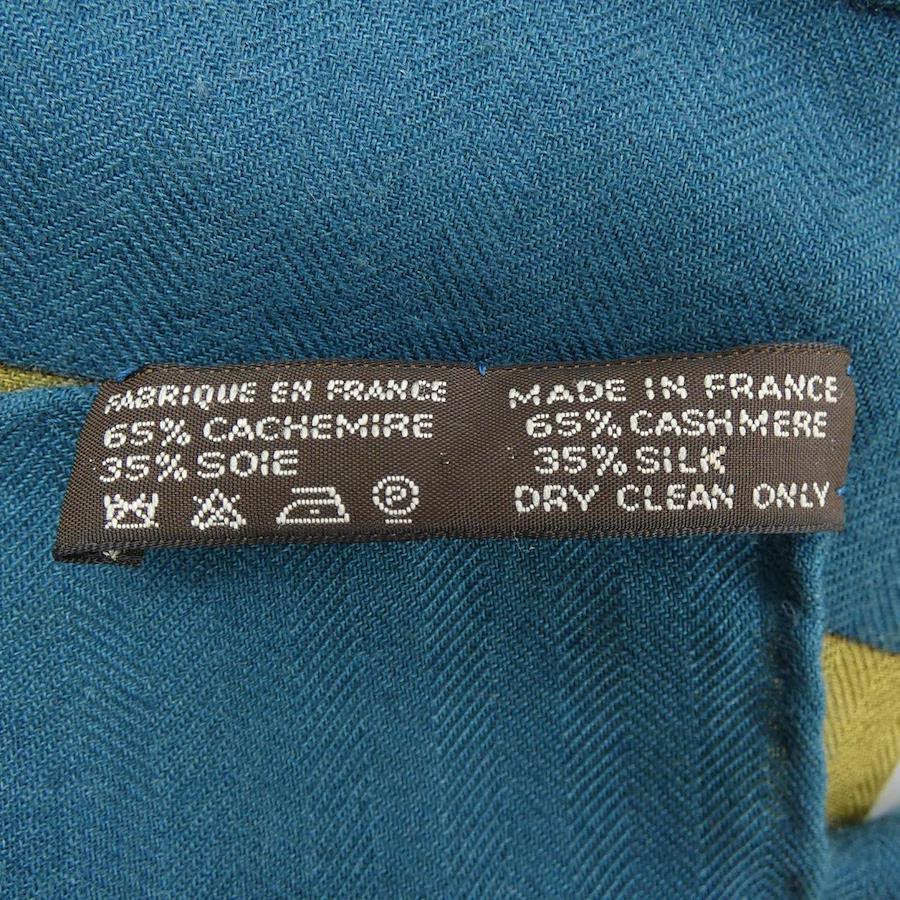 FABRIQUE EN FRANCE
65% CACHEMIRE
35% SOIE
P
MADE IN FRANCE
65% CASHMERE
35% SILK
DRY CLEAN ONLY